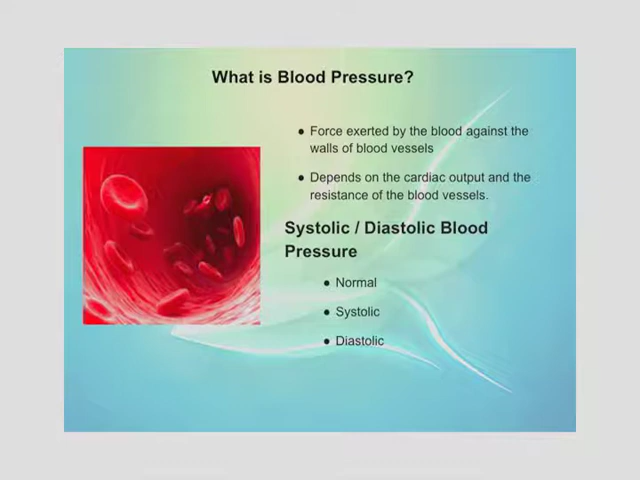 What is Blood Pressure?
● Force exerted by the blood against the
walls of blood vessels
● Depends on the cardiac output and the
resistance of the blood vessels.
Systolic / Diastolic Blood
Pressure
● Normal
● Systolic
● Diastolic